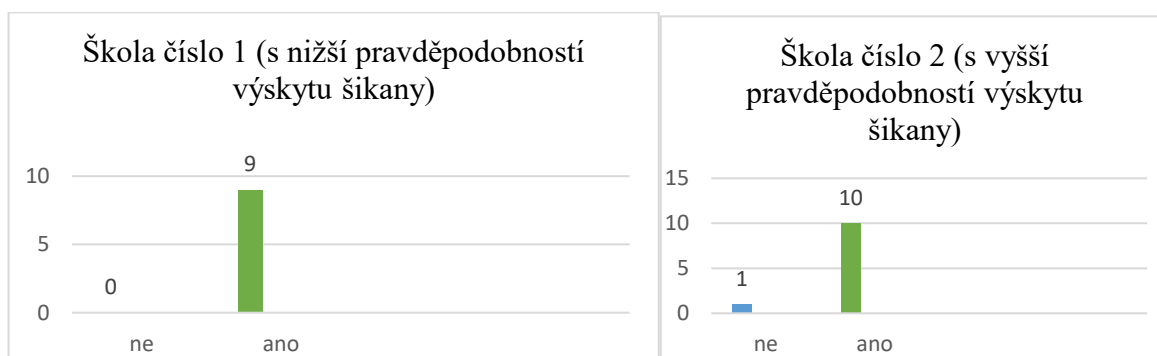 Škola číslo 1 (s nižší pravděpodobností
výskytu šikany)
10
5
0
0
9
ne
ano
Škola číslo 2 (s vyšší
pravděpodobností výskytu
šikany)
15
10
5
0
1
10
ne
ano